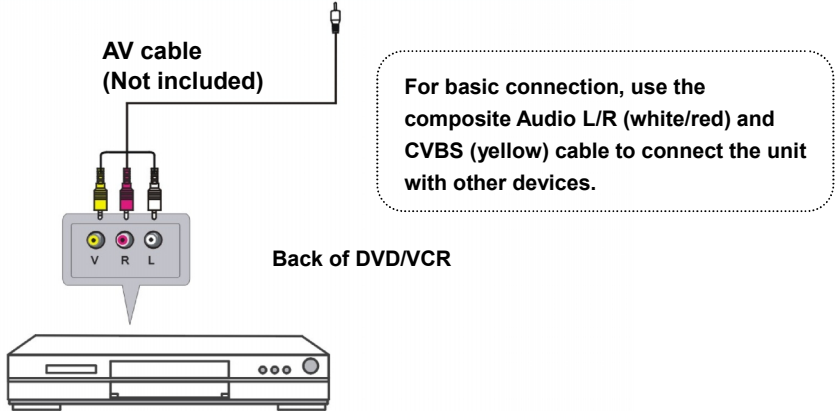 AV cable
(Not included)
For basic connection, use the
composite Audio L/R (white/red) and
CVBS (yellow) cable to connect the unit
with other devices.
V R L
Back of DVD/VCR